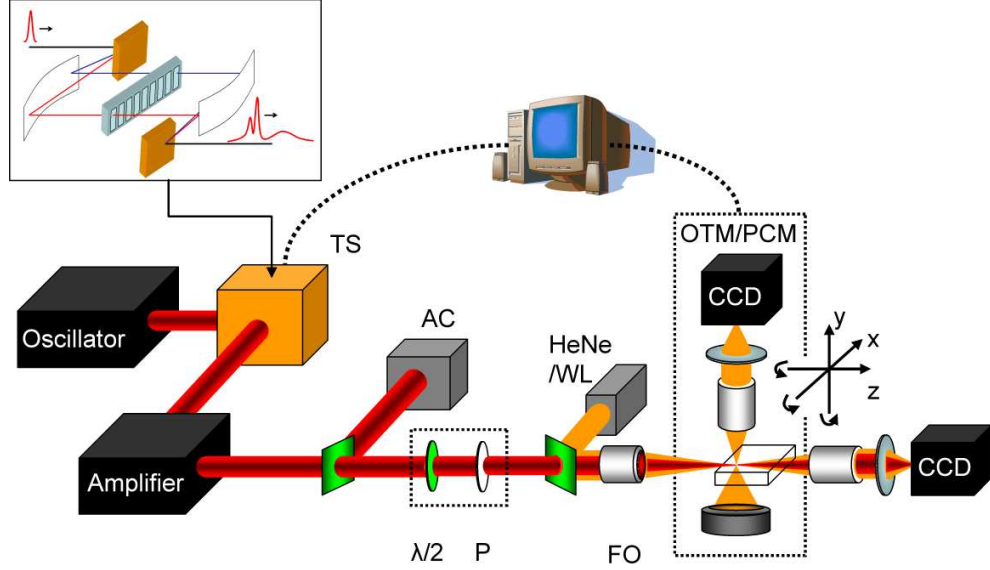 TS
OTM/PCM
CCD
y
x
z
Oscillator
AC
HeNe
/WL
Amplifier
CCD
λ/2
P
FO